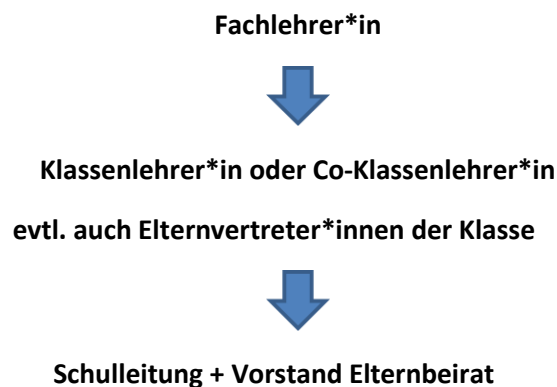 Fachlehrer*in
Klassenlehrer*in oder Co-Klassenlehrer*in
evtl. auch Elternvertreter*innen der Klasse
Schulleitung + Vorstand Elternbeirat